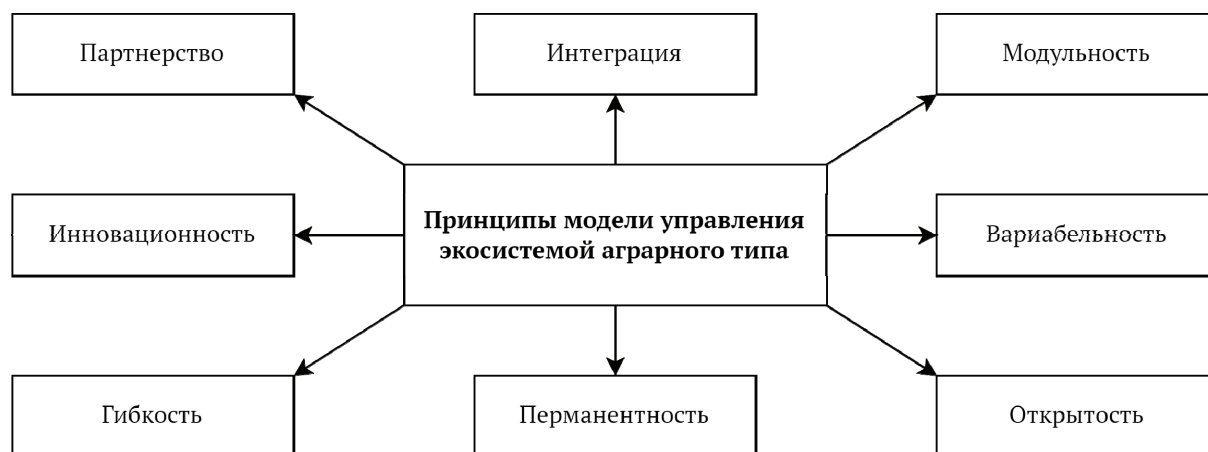 Партнерство
Интеграция
Модульность
Инновационность
Принципы модели управления
экосистемой аграрного типа
Вариабельность
Гибкость
Перманентность
Открытость